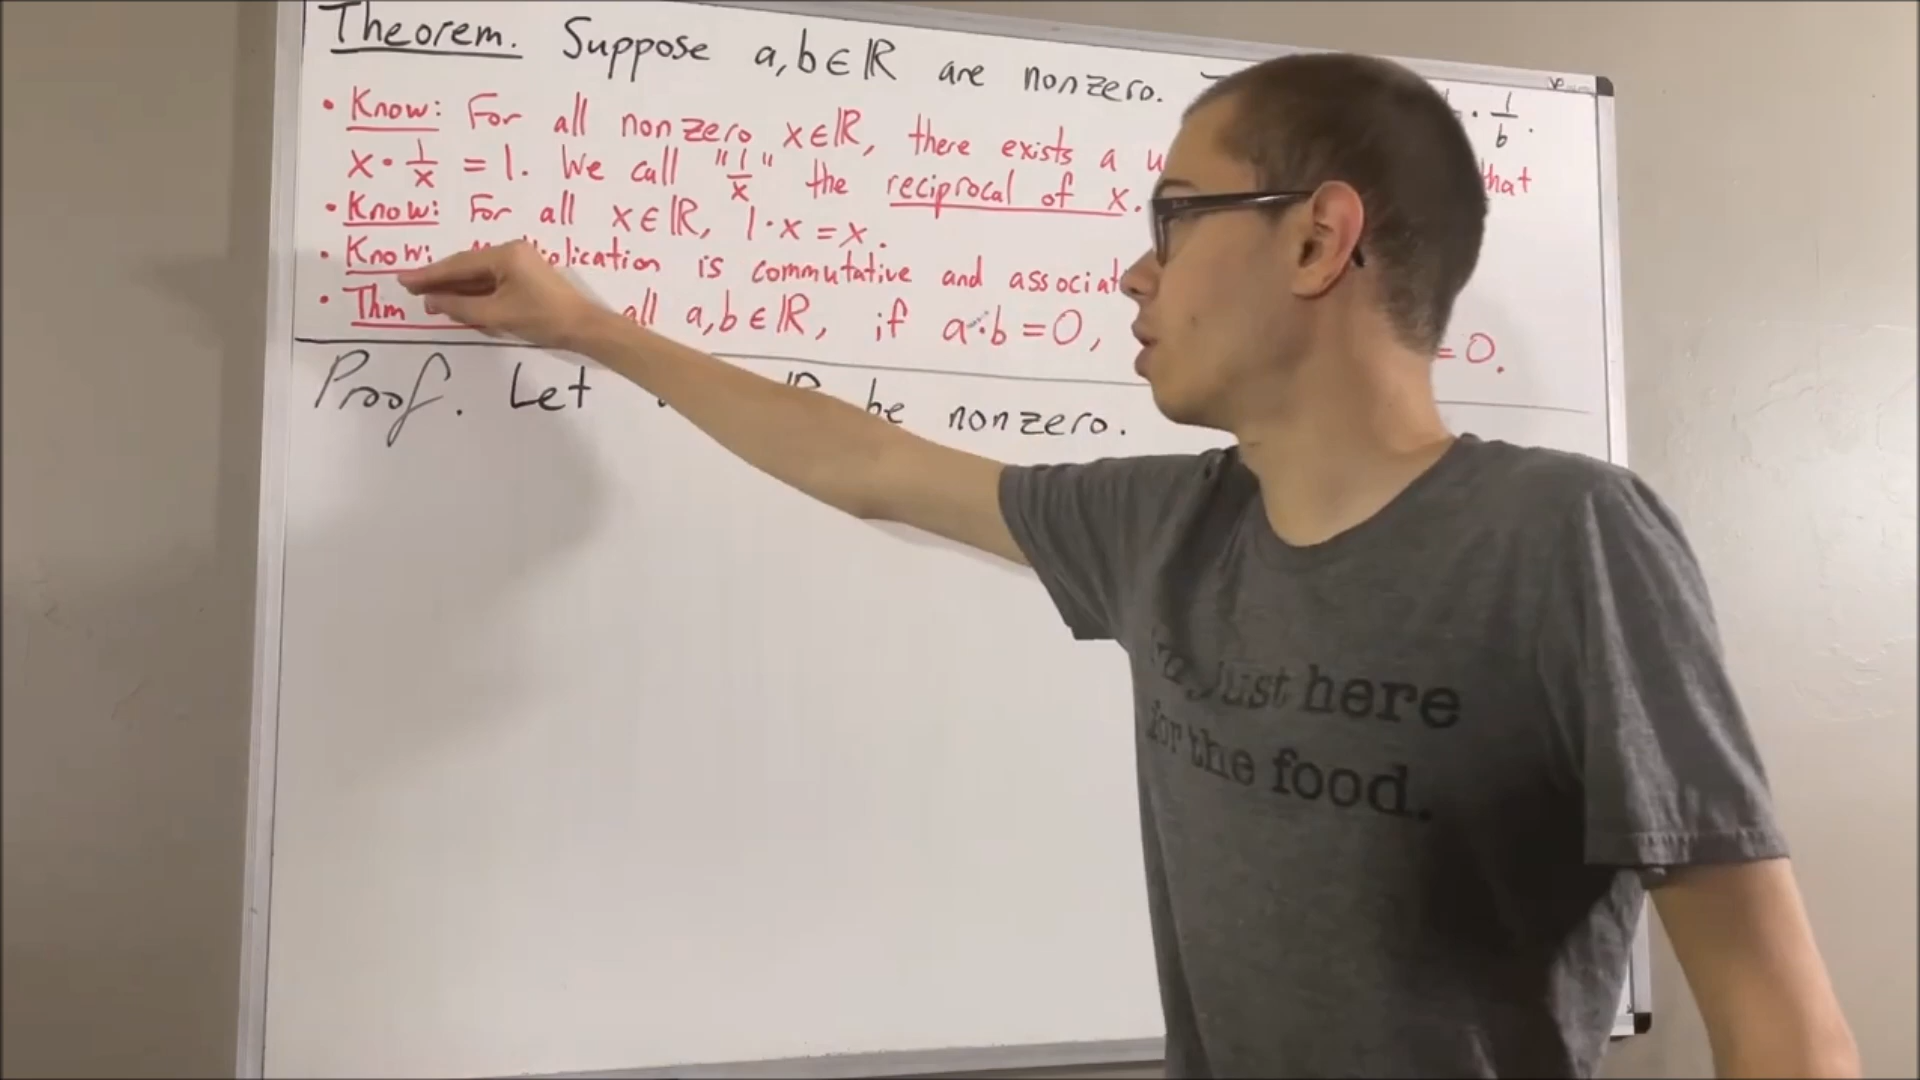 Theorem. Suppose a,b∈ℝ are nonzero. · 1/b.
• Know: For all nonzero x∈ℝ, there exists a that
x · 1/x = 1. We call "1/x" the reciprocal of x.
• Know: For all x∈ℝ, 1·x=x.
• Know: is commutative and
• Thm all a,b∈ℝ, if a·b=0, =0.
Proof. Let be nonzero.
just here
for the food.